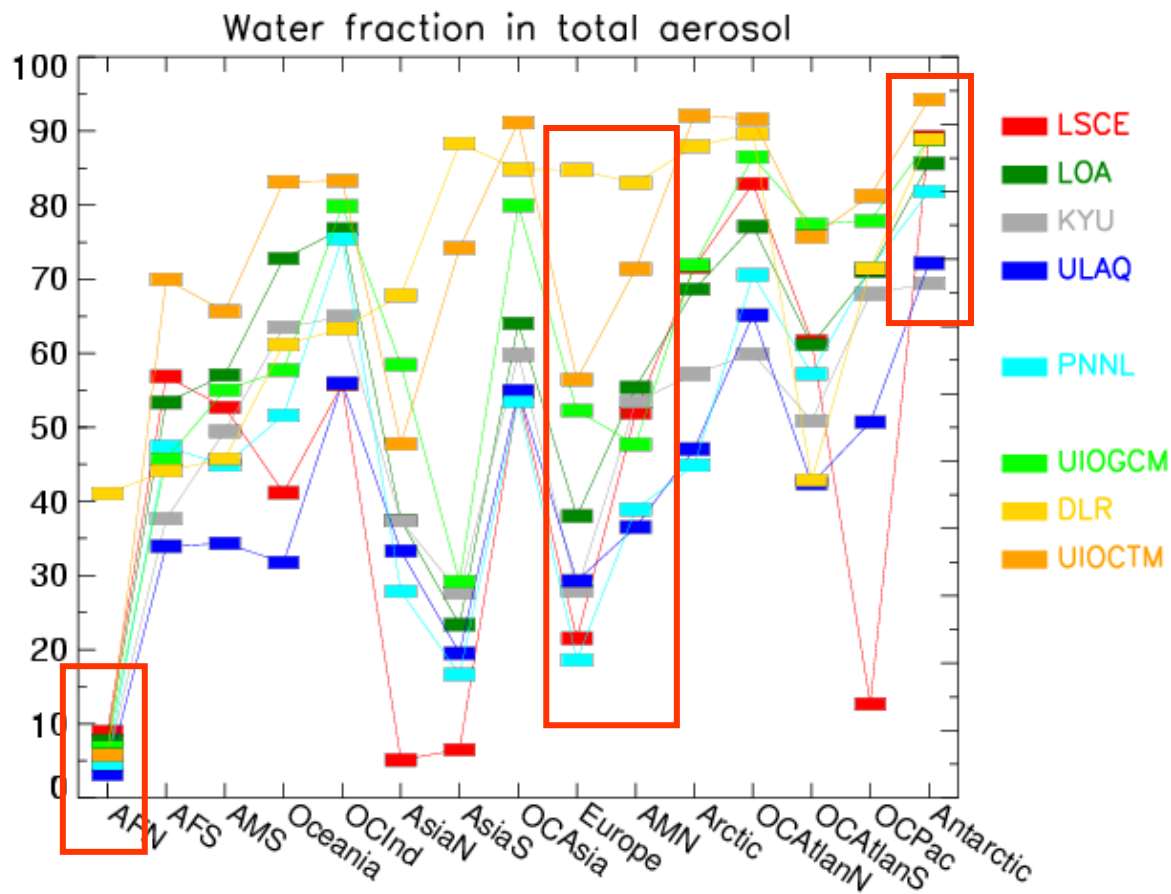 Water fraction in total aerosol
100
90
80
70
60
50
40
30
20
10
0
AFN
AFS
AMS
Oceania
OCInd
AsiaN
AsiaS
OCAsia
Europe
AMN
Arctic
OCAtlanN
OCAtlanS
OCPac
Antarctic
LSCE
LOA
KYU
ULAQ
PNNL
UIOGCM
DLR
UIOCTM